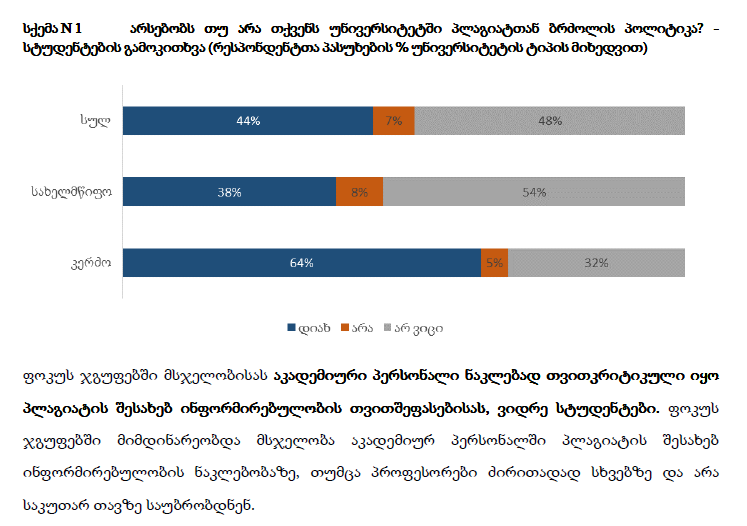 სქემა N 1 არსებობს თუ არა თქვენს უნივერსიტეტში პლაგიატთან ბრძოლის პოლიტიკა? –
სტუდენტების გამოკითხვა (რესპონდენტთა პასუხების % უნივერსიტეტის ტიპის მიხედვით)
სულ 44% 7% 48%
სახელმწიფო 38% 8% 54%
კერძო 64% 5% 32%
დიახ არა არ ვიცი
ფოკუს ჯგუფებში მსჯელობისას აკადემიური პერსონალი ნაკლებად თვითკრიტიკული იყო
პლაგიატის შესახებ ინფორმირებულობის თვითშეფასებისას, ვიდრე სტუდენტები. ფოკუს
ჯგუფებში მიმდინარეობდა მსჯელობა აკადემიურ პერსონალში პლაგიატის შესახებ
ინფორმირებულობის ნაკლებობაზე, თუმცა პროფესორები ძირითადად სხვებზე და არა
საკუთარ თავზე საუბრობდნენ.